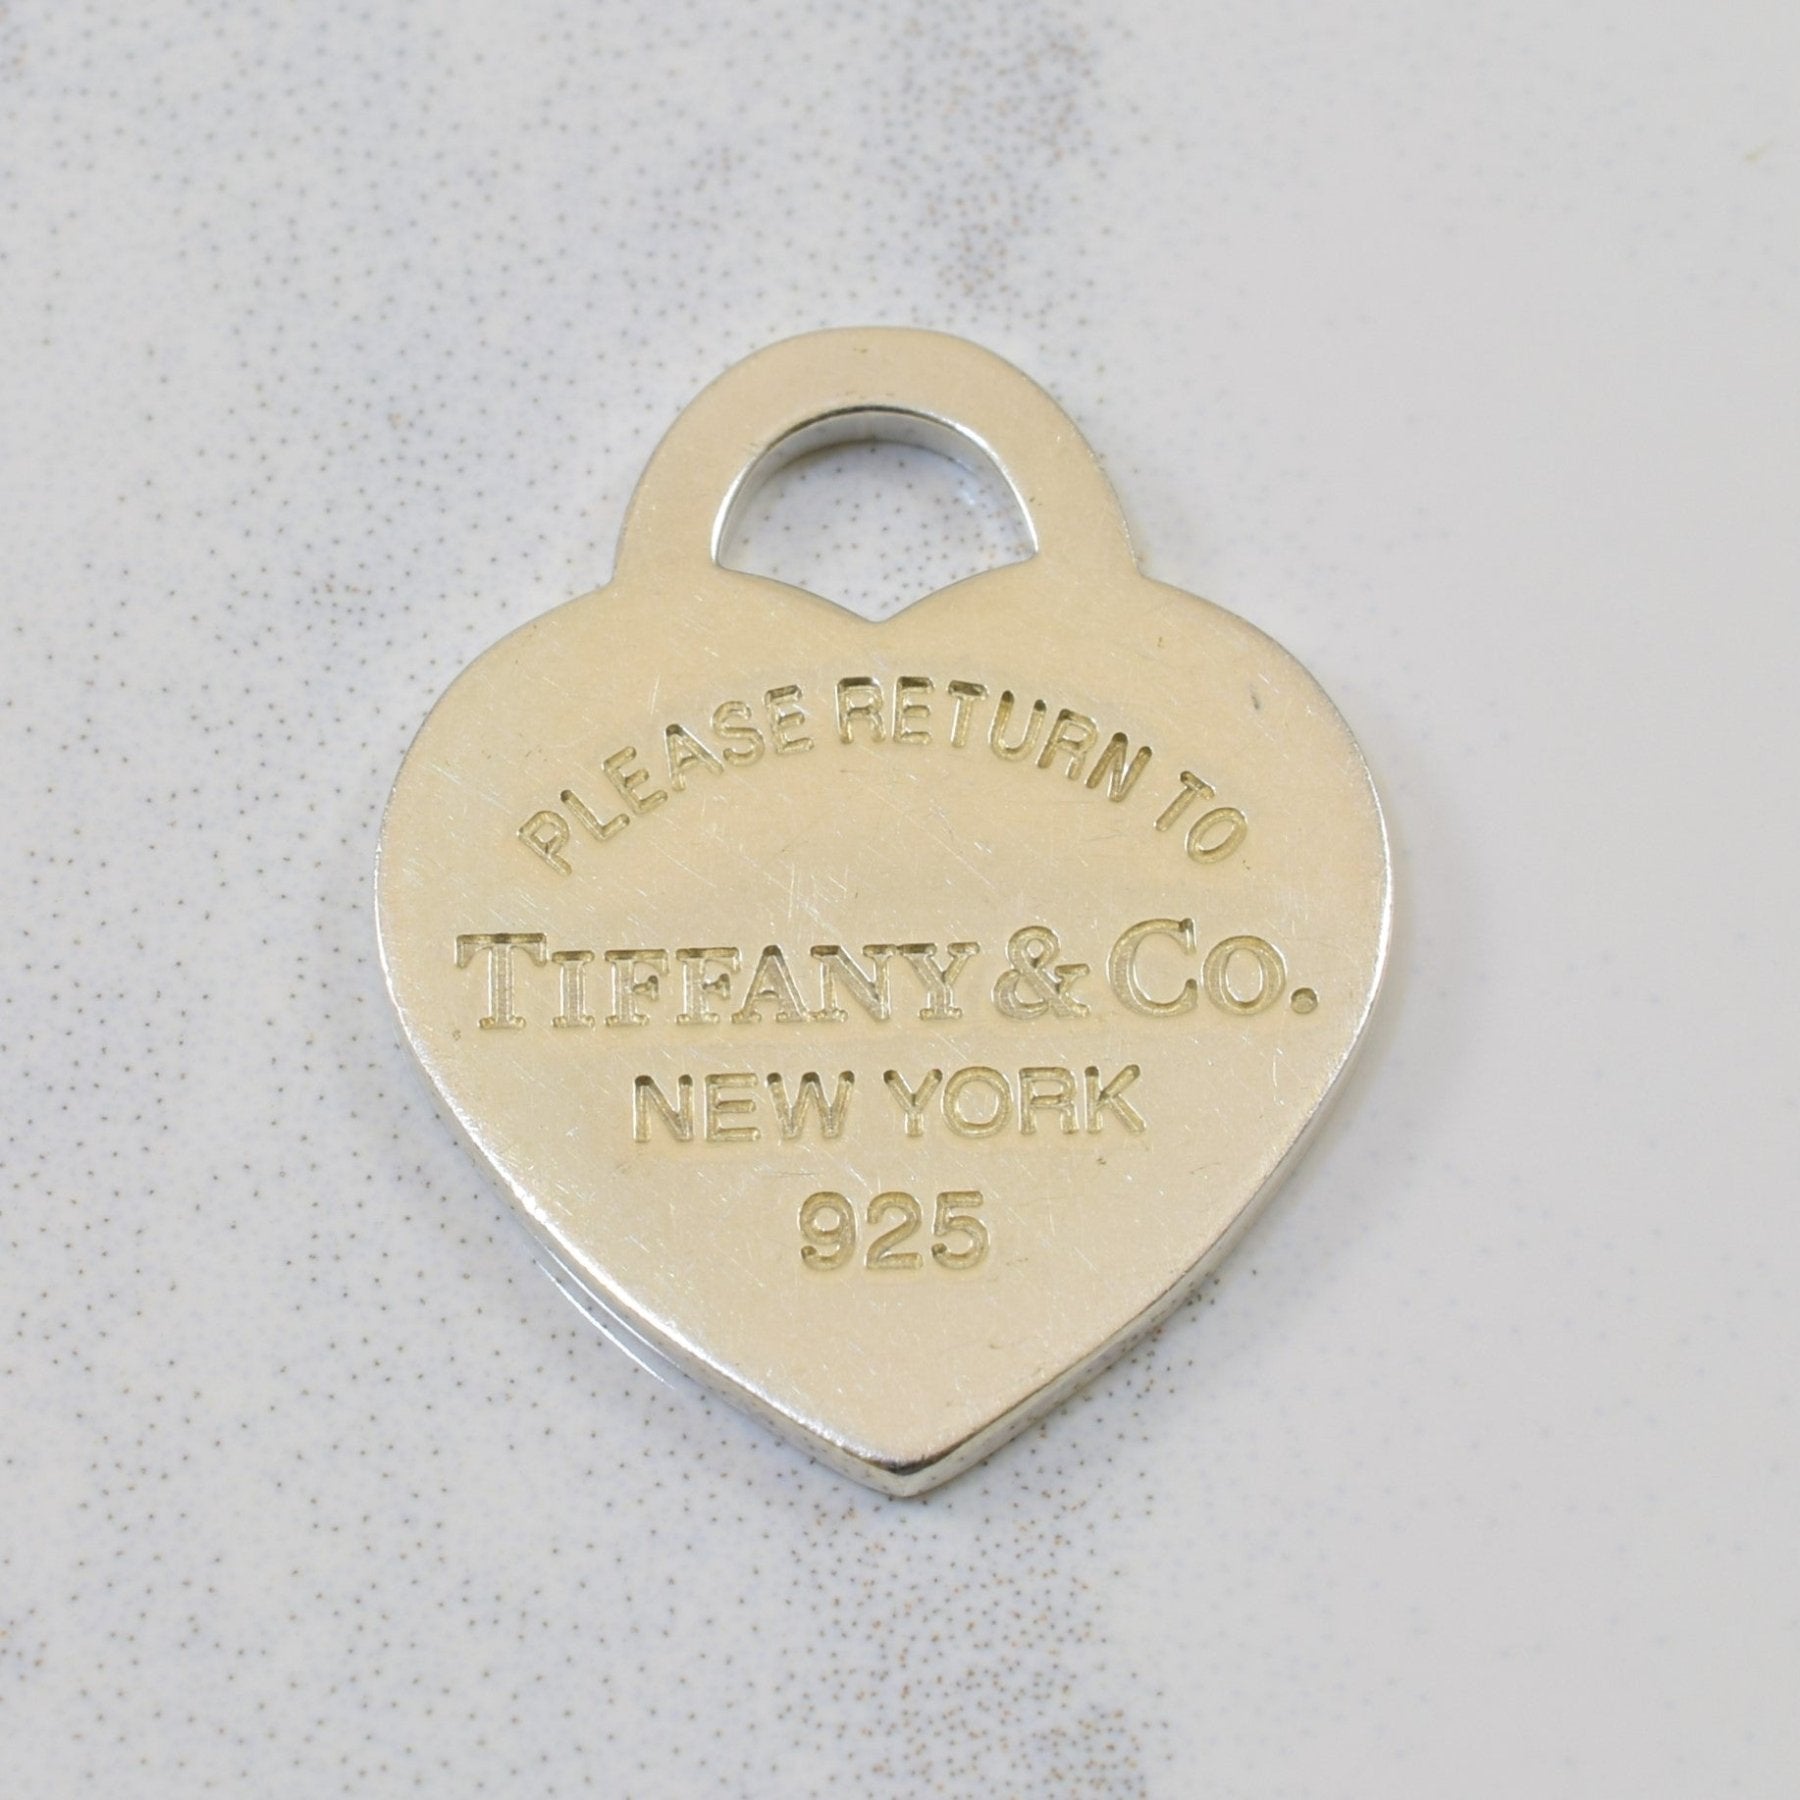 PLEASE RETURN TO
TIFFANY & CO.
NEW YORK
925